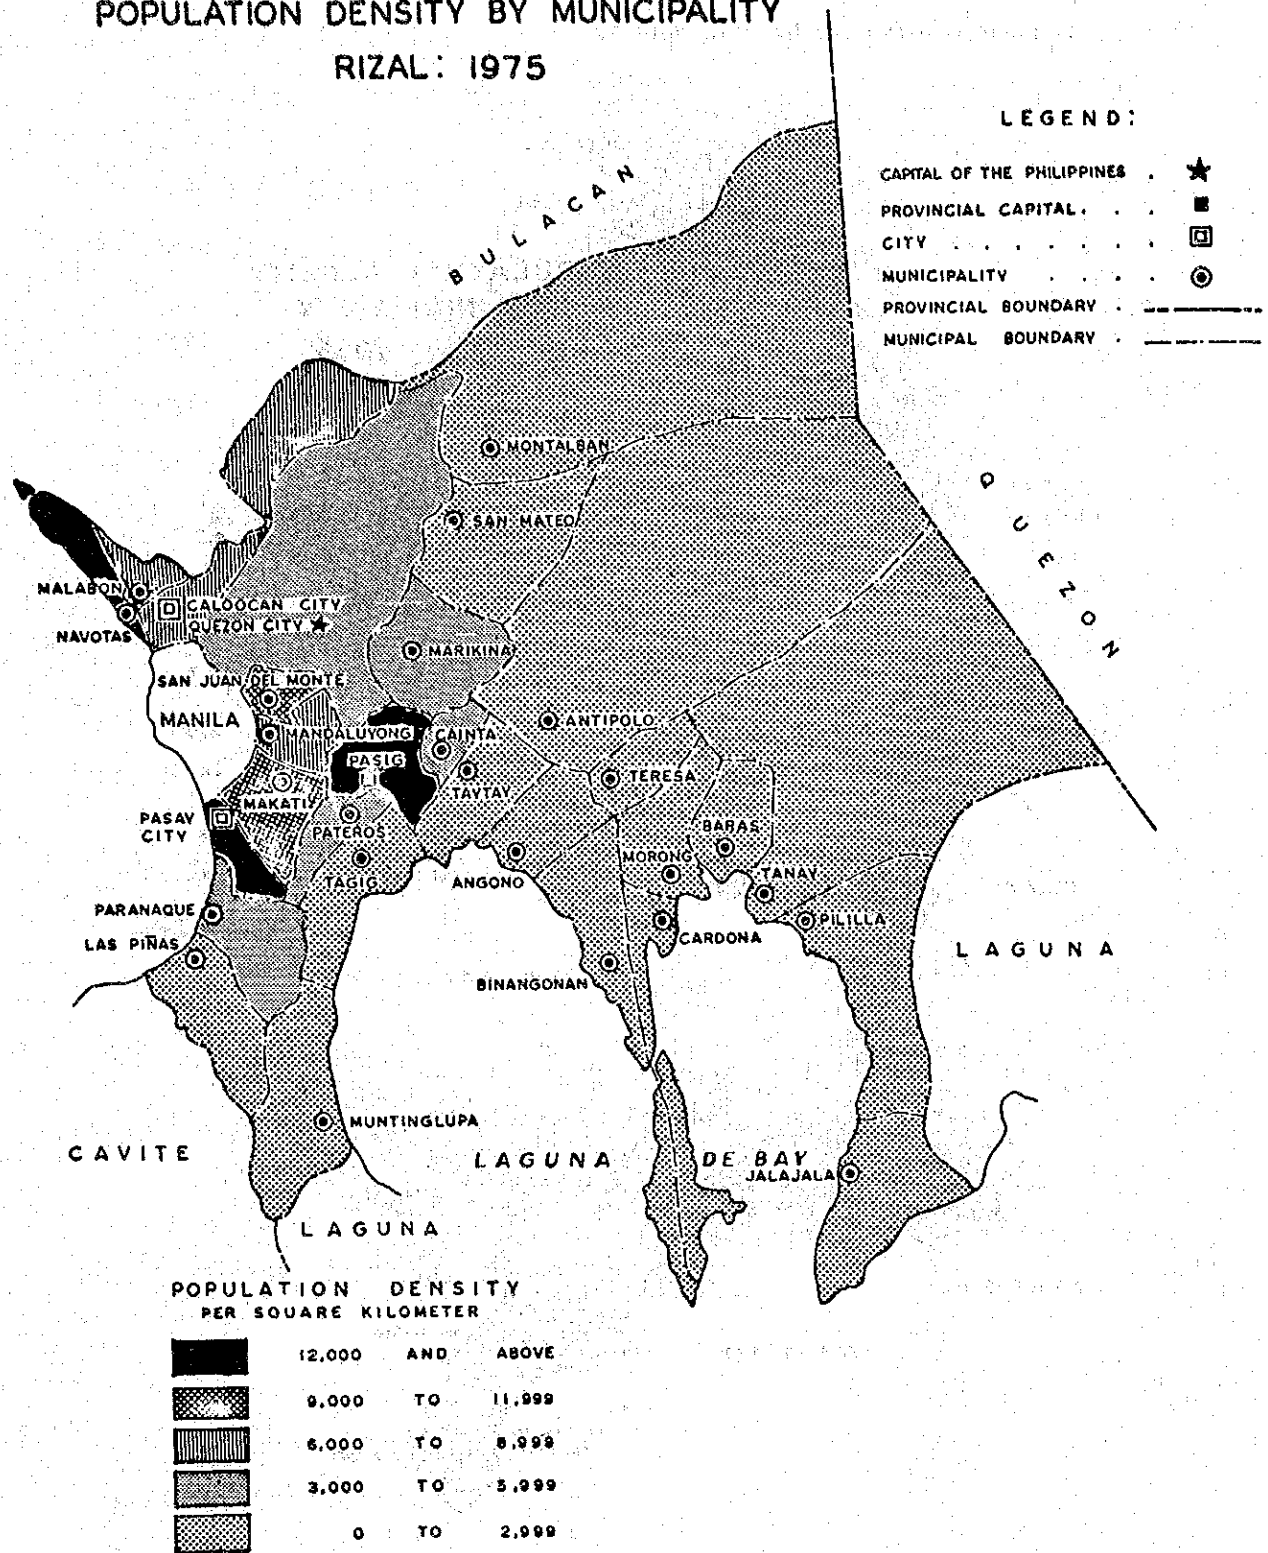 POPULATION DENSITY BY MUNICIPALITY
RIZAL: 1975
LEGEND:
CAPITAL OF THE PHILIPPINES .
PROVINCIAL CAPITAL. . .
CITY . . . . . . .
MUNICIPALITY . . . .
PROVINCIAL BOUNDARY .
MUNICIPAL BOUNDARY .
BULACAN
QUEZON
MONTALBAN
SAN MATEO
MALABON
CALOOCAN CITY
QUEZON CITY
NAVOTAS
MARIKINA
SAN JUAN DEL MONTE
MANILA
ANTIPOLO
MANDALUYONG
CAINTA
PASIG
TERESA
TAYTAY
MAKATI
PASAY
CITY
PATEROS
BARAS
MORONG
TANAY
TAGIG
ANGONO
PARANAQUE
PILILLA
CARDONA
LAS PIÑAS
LAGUNA
BINANGONAN
MUNTINGLUPA
CAVITE
LAGUNA DE BAY
JALAJALA
LAGUNA
POPULATION DENSITY
PER SQUARE KILOMETER
12,000 AND ABOVE
9,000 TO 11,999
6,000 TO 8,999
3,000 TO 5,999
0 TO 2,999